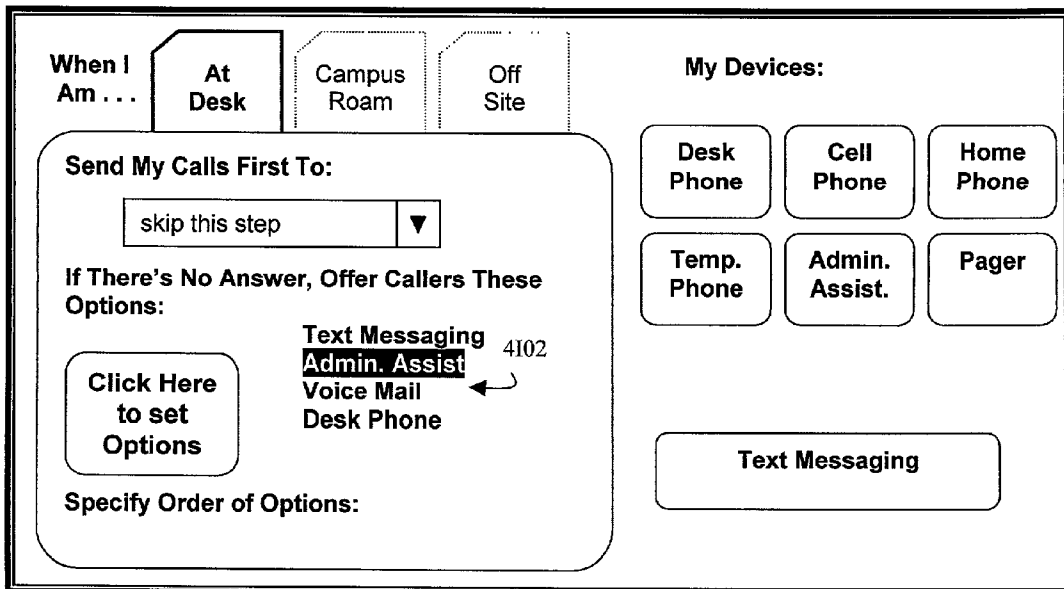 When I
Am . . .
At
Desk
Campus
Roam
Off
Site
My Devices:
Send My Calls First To:
skip this step
If There's No Answer, Offer Callers These
Options:
Text Messaging
Admin. Assist
Voice Mail
Desk Phone
4I02
Click Here
to set
Options
Specify Order of Options:
Desk
Phone
Cell
Phone
Home
Phone
Temp.
Phone
Admin.
Assist.
Pager
Text Messaging